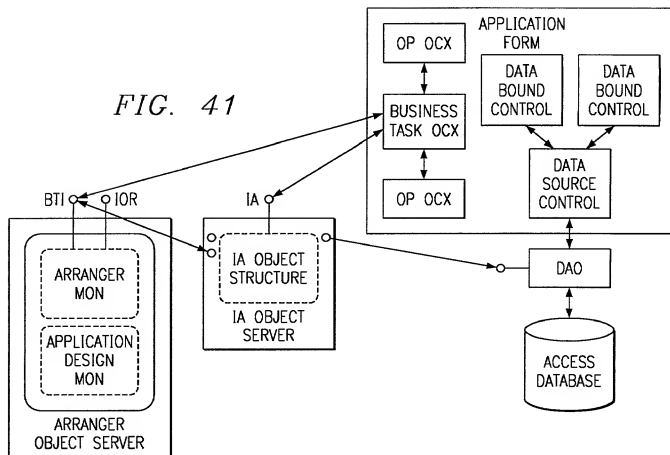 FIG. 41
APPLICATION
FORM
OP OCX
BUSINESS
TASK OCX
OP OCX
DATA
BOUND
CONTROL
DATA
BOUND
CONTROL
DATA
SOURCE
CONTROL
BTI
IOR
IA
ARRANGER
MON
APPLICATION
DESIGN
MON
ARRANGER
OBJECT SERVER
IA OBJECT
STRUCTURE
IA OBJECT
SERVER
DAO
ACCESS
DATABASE